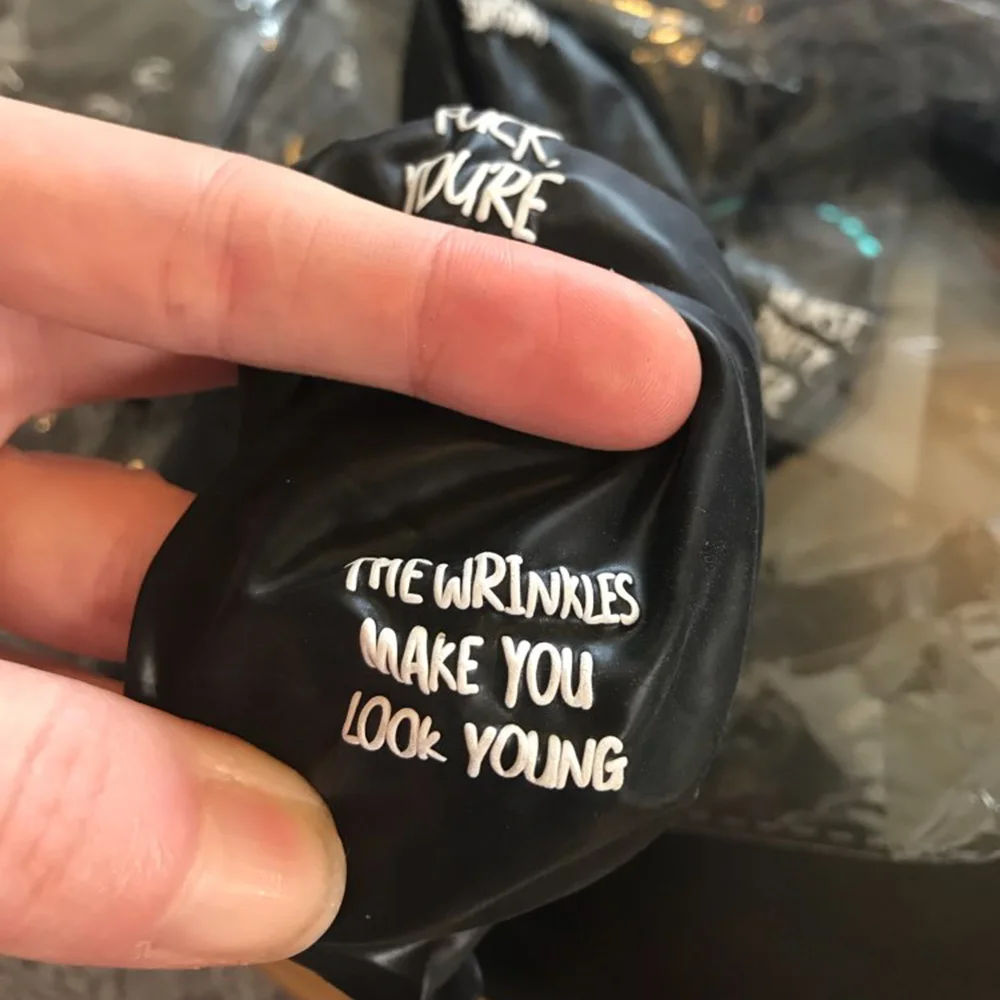 FUCK,
YOU'RE
THE WRINKLES
MAKE YOU
LOOK YOUNG